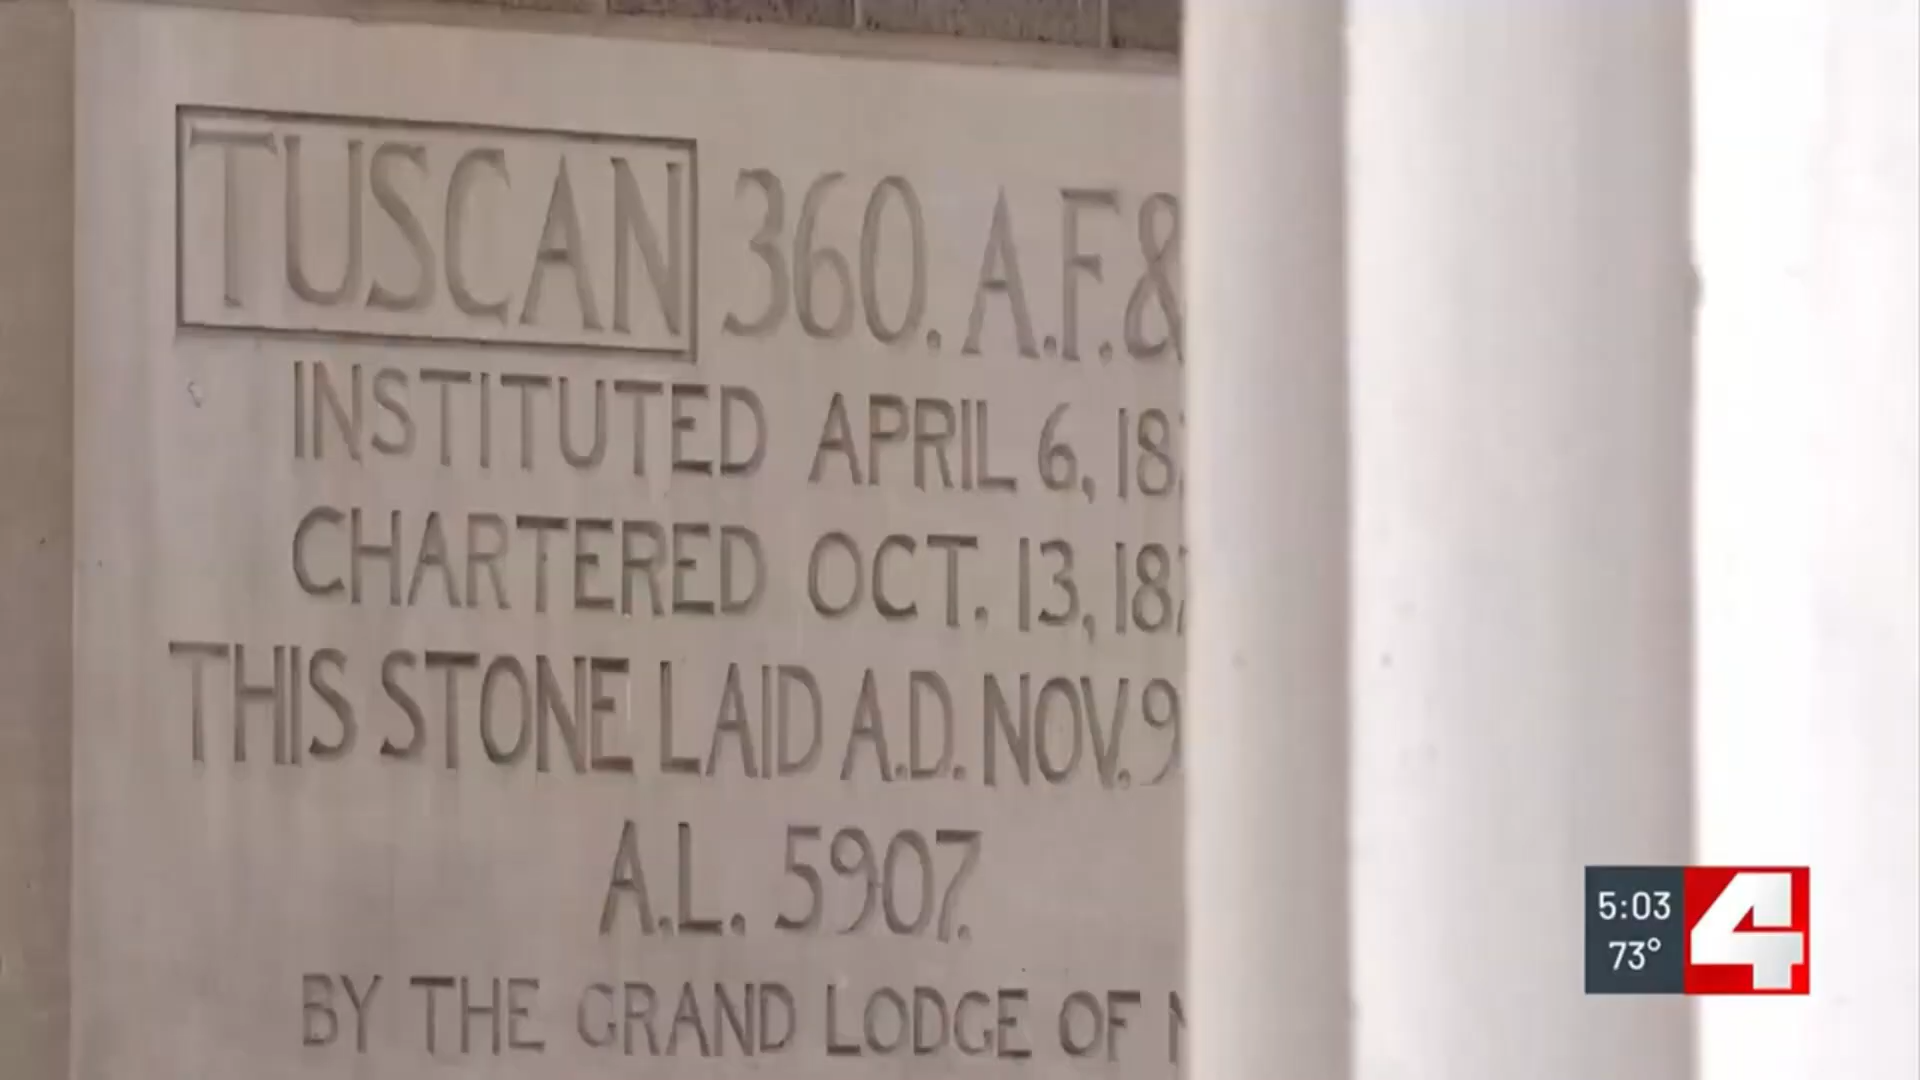 TUSCAN 360. A.F.&
INSTITUTED APRIL 6, 18
CHARTERED OCT. 13, 18
THIS STONE LAID A.D. NOV. 9
A.L. 5907.
BY THE GRAND LODGE OF
5:03
73°
4